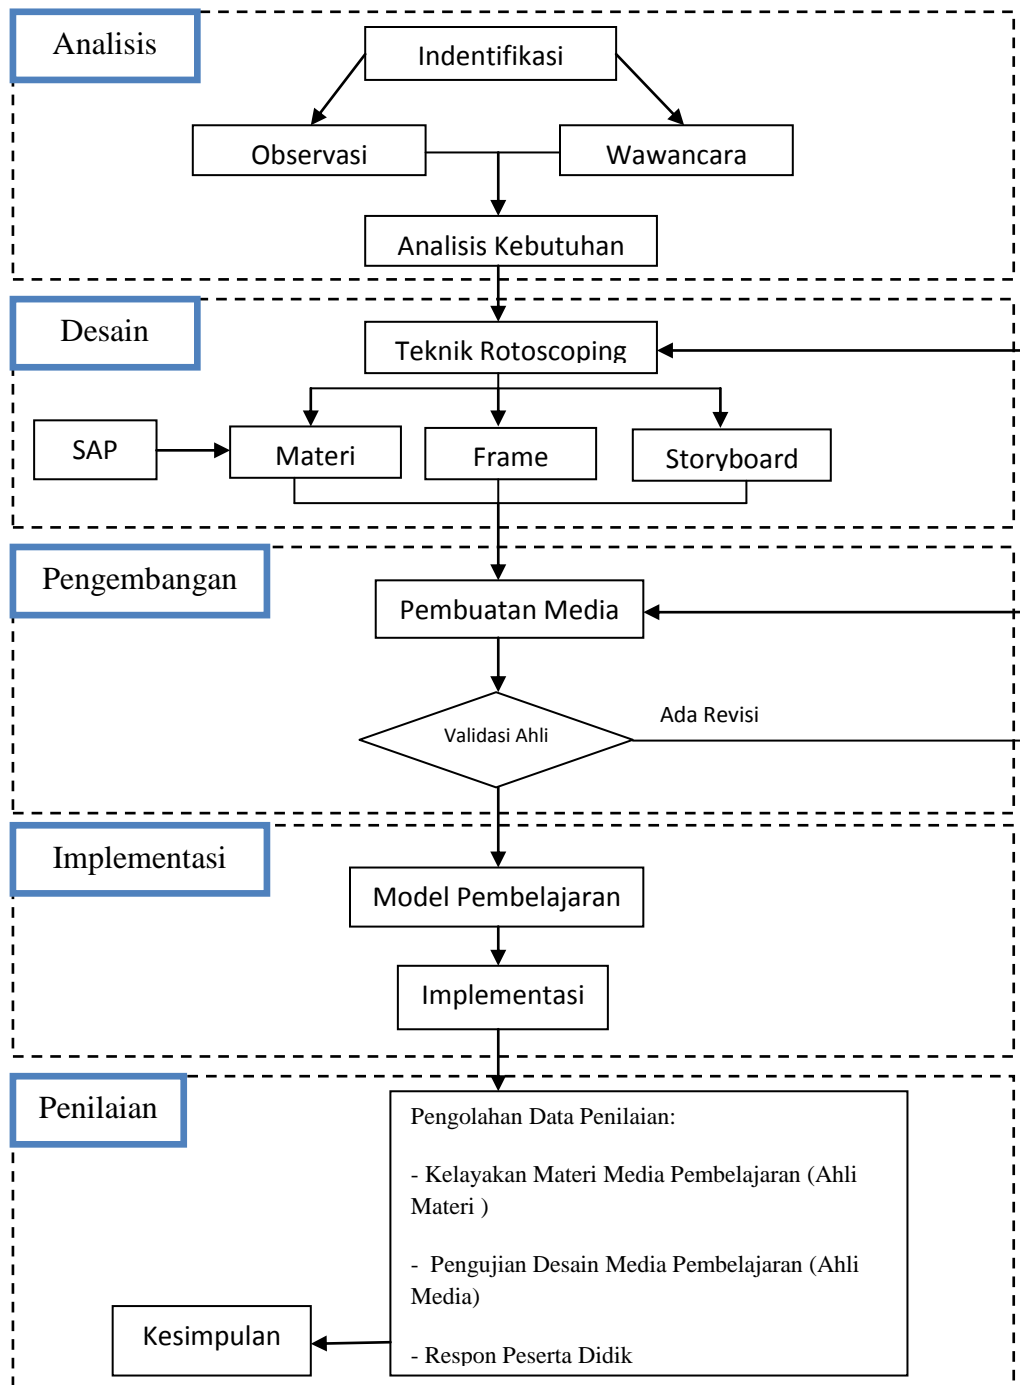 Analisis
Indentifikasi
Observasi
Wawancara
Analisis Kebutuhan
Desain
Teknik Rotoscoping
SAP
Materi
Frame
Storyboard
Pengembangan
Pembuatan Media
Validasi Ahli
Ada Revisi
Implementasi
Model Pembelajaran
Implementasi
Penilaian
Pengolahan Data Penilaian:
- Kelayakan Materi Media Pembelajaran (Ahli
Materi )
- Pengujian Desain Media Pembelajaran (Ahli
Media)
- Respon Peserta Didik
Kesimpulan